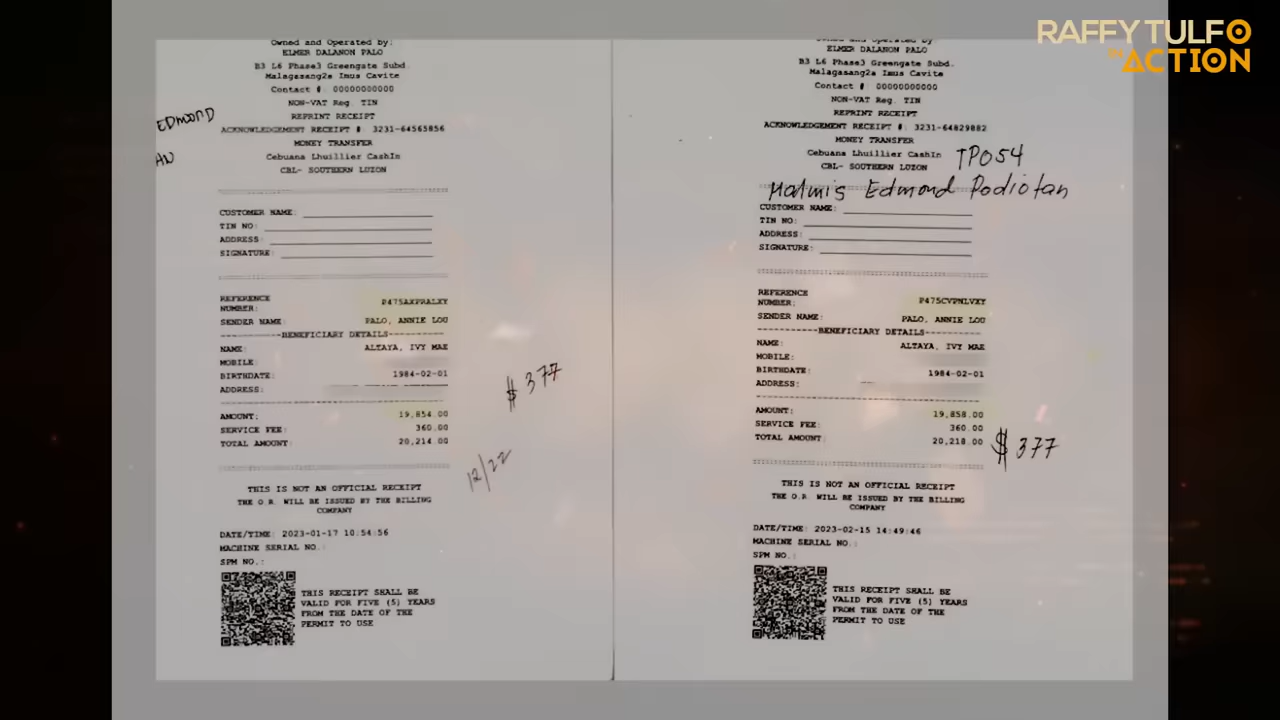 RAFFY TULFO
IN ACTION
Owned and Operated by:
ELMER DALANON PALO
B3 L6 Phase3 Greengate Subd.
Malagasang2a Imus Cavite
Contact #: 00000000000
NON-VAT Reg. TIN
REPRINT RECEIPT
ACKNOWLEDGEMENT RECEIPT #: 3231-64565856
MONEY TRANSFER
Cebuana Lhuillier CashIn
CBL- SOUTHERN LUZON
EDMOND
AN
CUSTOMER NAME:
TIN NO:
ADDRESS:
SIGNATURE:
REFERENCE
NUMBER: P475AXPRALXY
SENDER NAME: PALO, ANNIE LOU
BENEFICIARY DETAILS
NAME: ALTAYA, IVY MAE
MOBILE:
BIRTHDATE: 1984-02-01
ADDRESS:
AMOUNT: 19,854.00
SERVICE FEE: 360.00
TOTAL AMOUNT: 20,214.00
$ 377
12/22
THIS IS NOT AN OFFICIAL RECEIPT
THE O.R. WILL BE ISSUED BY THE BILLING
COMPANY
DATE/TIME: 2023-01-17 10:54:56
MACHINE SERIAL NO.:
SPM NO.:
THIS RECEIPT SHALL BE
VALID FOR FIVE (5) YEARS
FROM THE DATE OF THE
PERMIT TO USE
Owned and Operated by
ELMER DALANON PALO
B3 L6 Phase3 Greengate Subd.
Malagasang2a Imus Cavite
Contact #: 00000000000
NON-VAT Reg. TIN
REPRINT RECEIPT
ACKNOWLEDGEMENT RECEIPT #: 3231-64829882
MONEY TRANSFER
Cebuana Lhuillier CashIn
CBL- SOUTHERN LUZON
TP054
Edmond
CUSTOMER NAME:
TIN NO:
ADDRESS:
SIGNATURE:
REFERENCE
NUMBER: P475CVPNLVXY
SENDER NAME: PALO, ANNIE LOU
BENEFICIARY DETAILS
NAME: ALTAYA, IVY MAE
MOBILE:
BIRTHDATE: 1984-02-01
ADDRESS:
AMOUNT: 19,858.00
SERVICE FEE: 360.00
TOTAL AMOUNT: 20,218.00
$ 377
THIS IS NOT AN OFFICIAL RECEIPT
THE O.R. WILL BE ISSUED BY THE BILLING
COMPANY
DATE/TIME: 2023-02-15 14:49:46
MACHINE SERIAL NO.:
SPM NO.:
THIS RECEIPT SHALL BE
VALID FOR FIVE (5) YEARS
FROM THE DATE OF THE
PERMIT TO USE